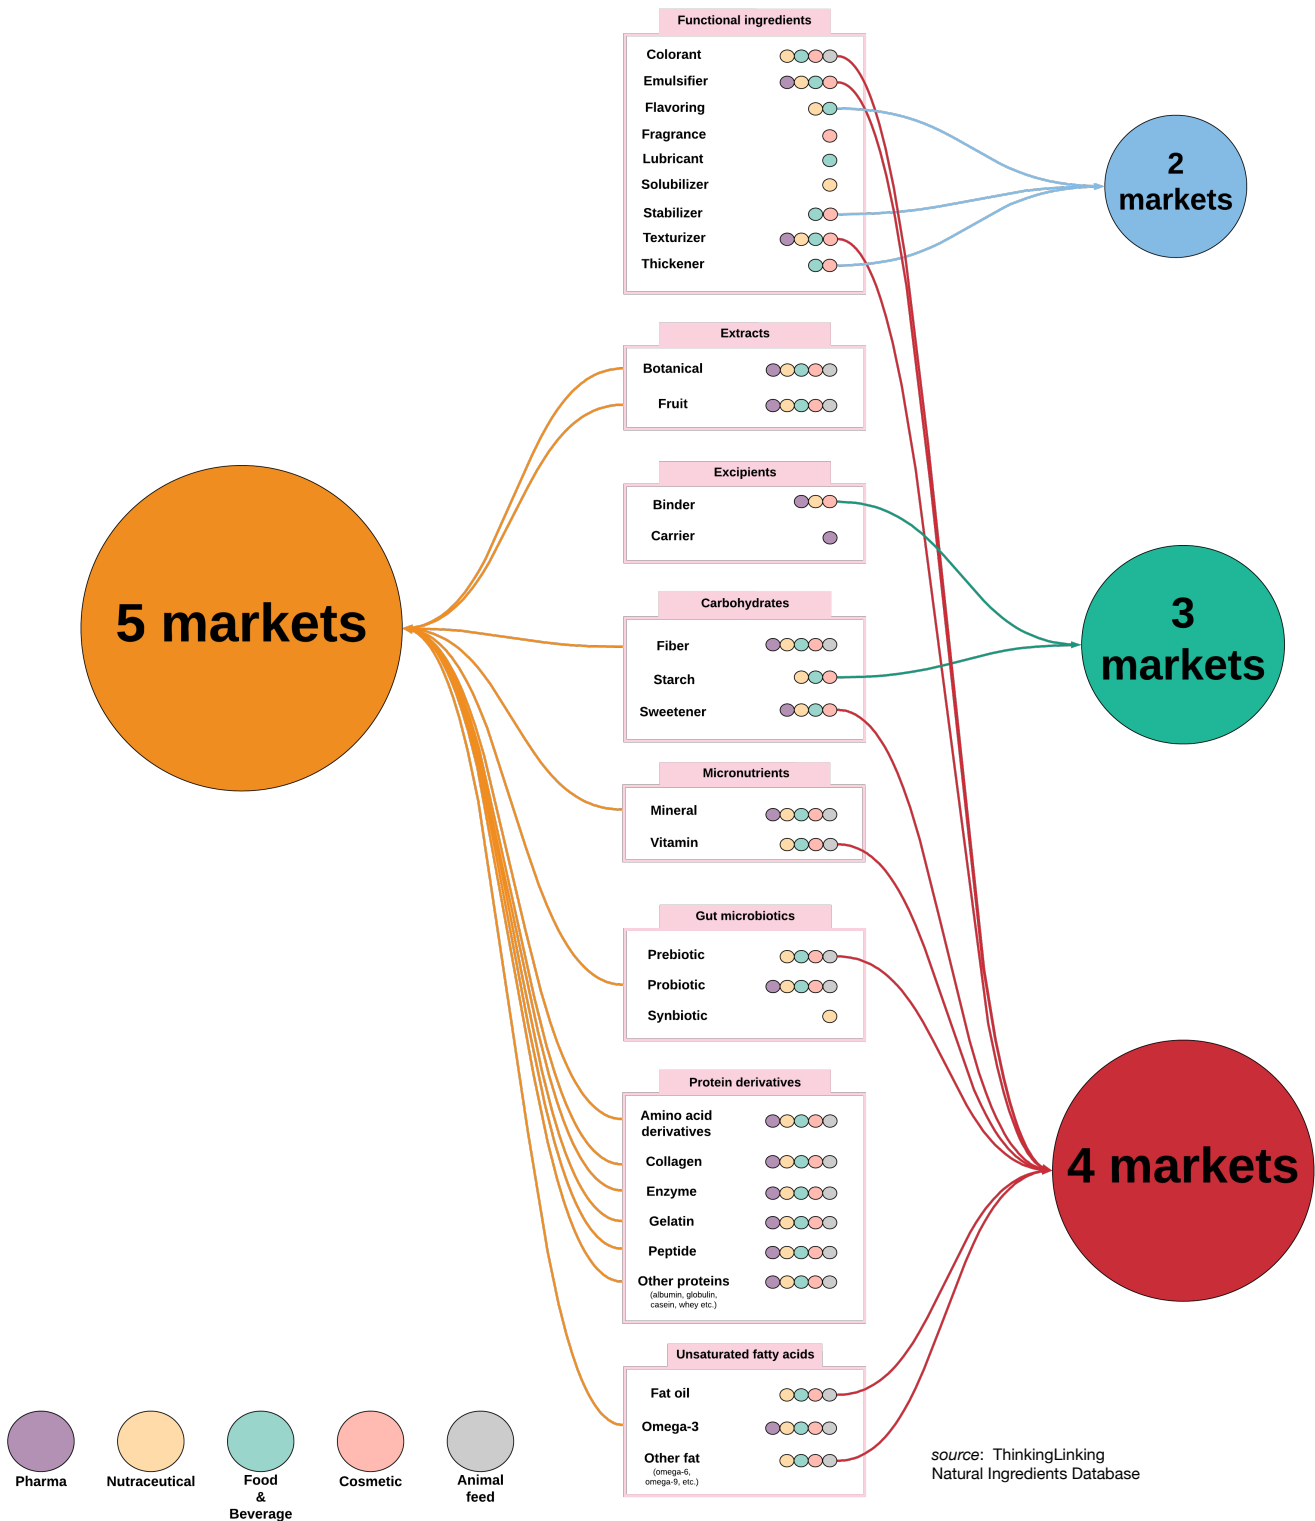 Functional ingredients
Colorant
Emulsifier
Flavoring
Fragrance
Lubricant
Solubilizer
Stabilizer
Texturizer
Thickener
2
markets
Extracts
Botanical
Fruit
Excipients
Binder
Carrier
5 markets
3
markets
Carbohydrates
Fiber
Starch
Sweetener
Micronutrients
Mineral
Vitamin
Gut microbiotics
Prebiotic
Probiotic
Synbiotic
Protein derivatives
Amino acid
derivatives
Collagen
Enzyme
Gelatin
Peptide
Other proteins
(albumin, globulin,
casein, whey etc.)
4 markets
Unsaturated fatty acids
Fat oil
Omega-3
Other fat
(omega-6,
omega-9, etc.)
Pharma
Nutraceutical
Food
&
Beverage
Cosmetic
Animal
feed
source: ThinkingLinking
Natural Ingredients Database